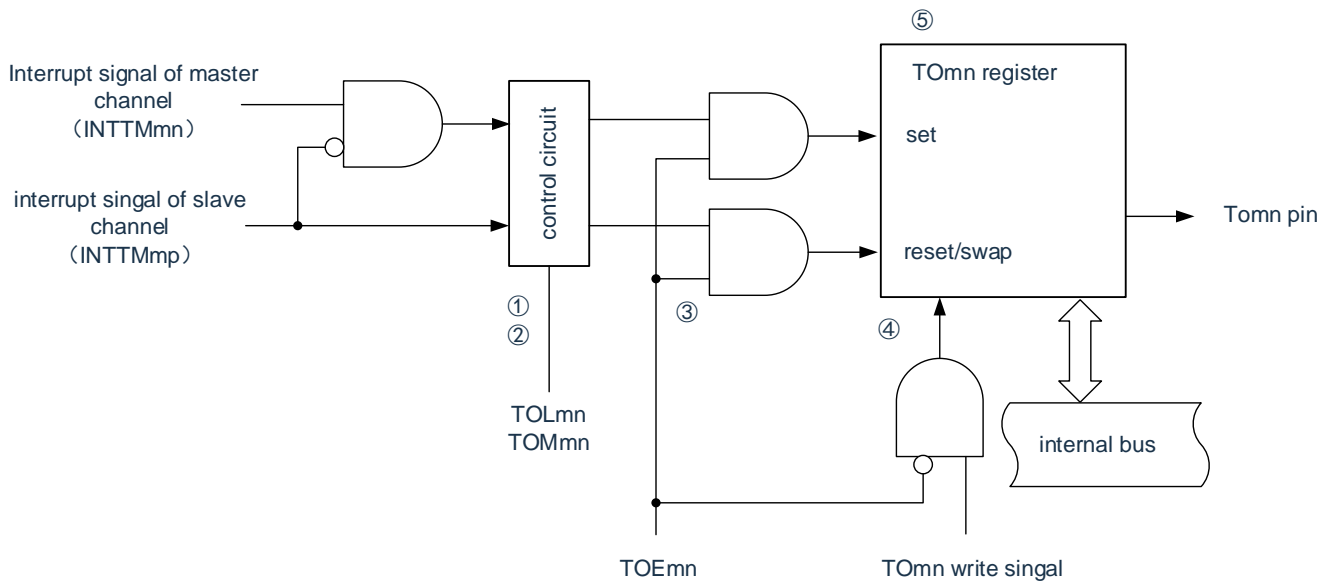 ⑤
Interrupt signal of master
channel
（INTTMmn）
TOmn register
set
control circuit
interrupt singal of slave
channel
（INTTMmp）
Tomn pin
reset/swap
①
②
③
④
TOLmn
TOMmn
internal bus
TOEmn
TOmn write singal